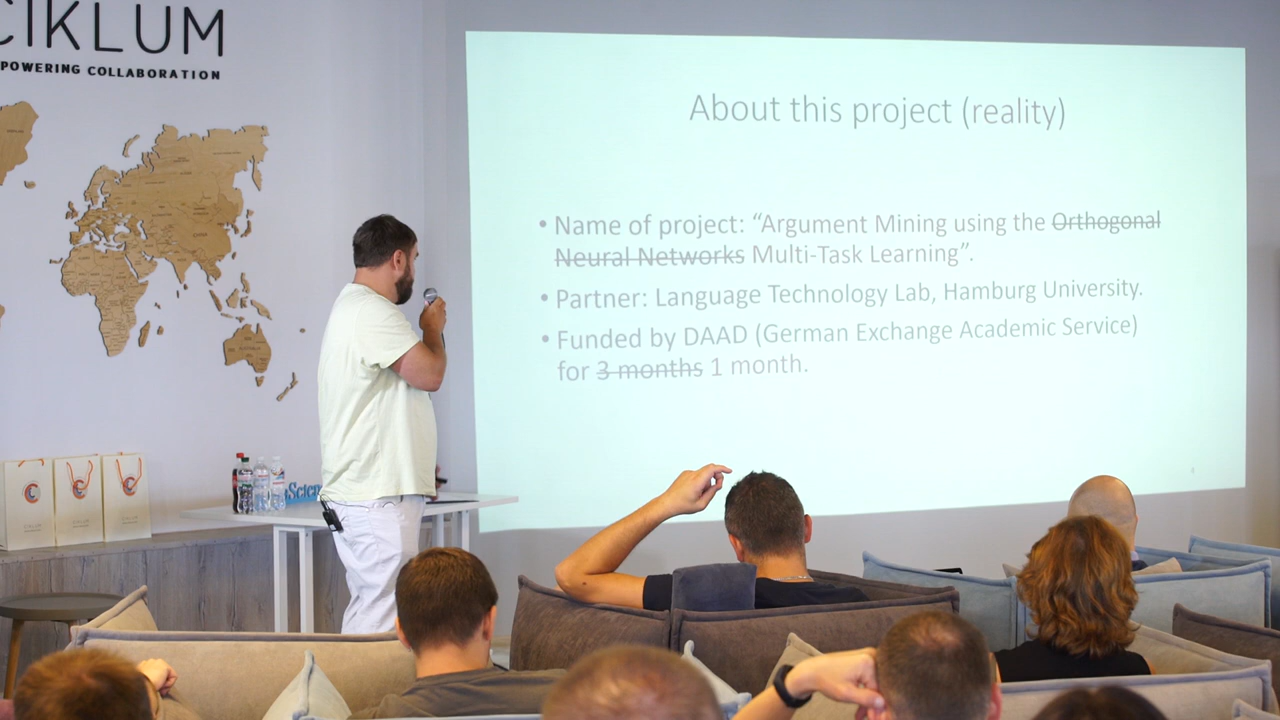 CIKLUM
POWERING COLLABORATION
About this project (reality)
• Name of project: “Argument Mining using the Orthogonal
Neural Networks Multi-Task Learning”.
• Partner: Language Technology Lab, Hamburg University.
• Funded by DAAD (German Exchange Academic Service)
for 3 months 1 month.